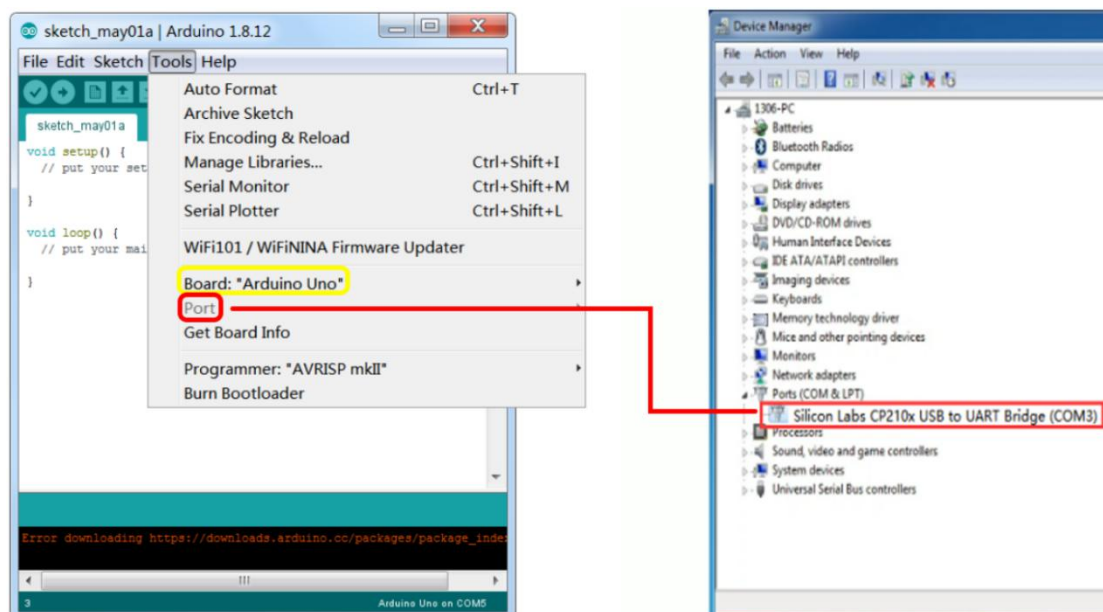 sketch_may01a | Arduino 1.8.12
File Edit Sketch Tools Help
Auto Format Ctrl+T
Archive Sketch
Fix Encoding & Reload
Manage Libraries... Ctrl+Shift+I
Serial Monitor Ctrl+Shift+M
Serial Plotter Ctrl+Shift+L
WiFi101 / WiFiNINA Firmware Updater
Board: "Arduino Uno"
Port
Get Board Info
Programmer: "AVRISP mkII"
Burn Bootloader
sketch_may01a
void setup() {
// put your set
}
void loop() {
// put your mai
}
Error downloading https://downloads.arduino.cc/packages/package_inde
3 Arduino Uno on COM5
Device Manager
File Action View Help
1306-PC
Batteries
Bluetooth Radios
Computer
Disk drives
Display adapters
DVD/CD-ROM drives
Human Interface Devices
IDE ATA/ATAPI controllers
Imaging devices
Keyboards
Memory technology driver
Mice and other pointing devices
Monitors
Network adapters
Ports (COM & LPT)
Silicon Labs CP210x USB to UART Bridge (COM3)
Processors
Sound, video and game controllers
System devices
Universal Serial Bus controllers